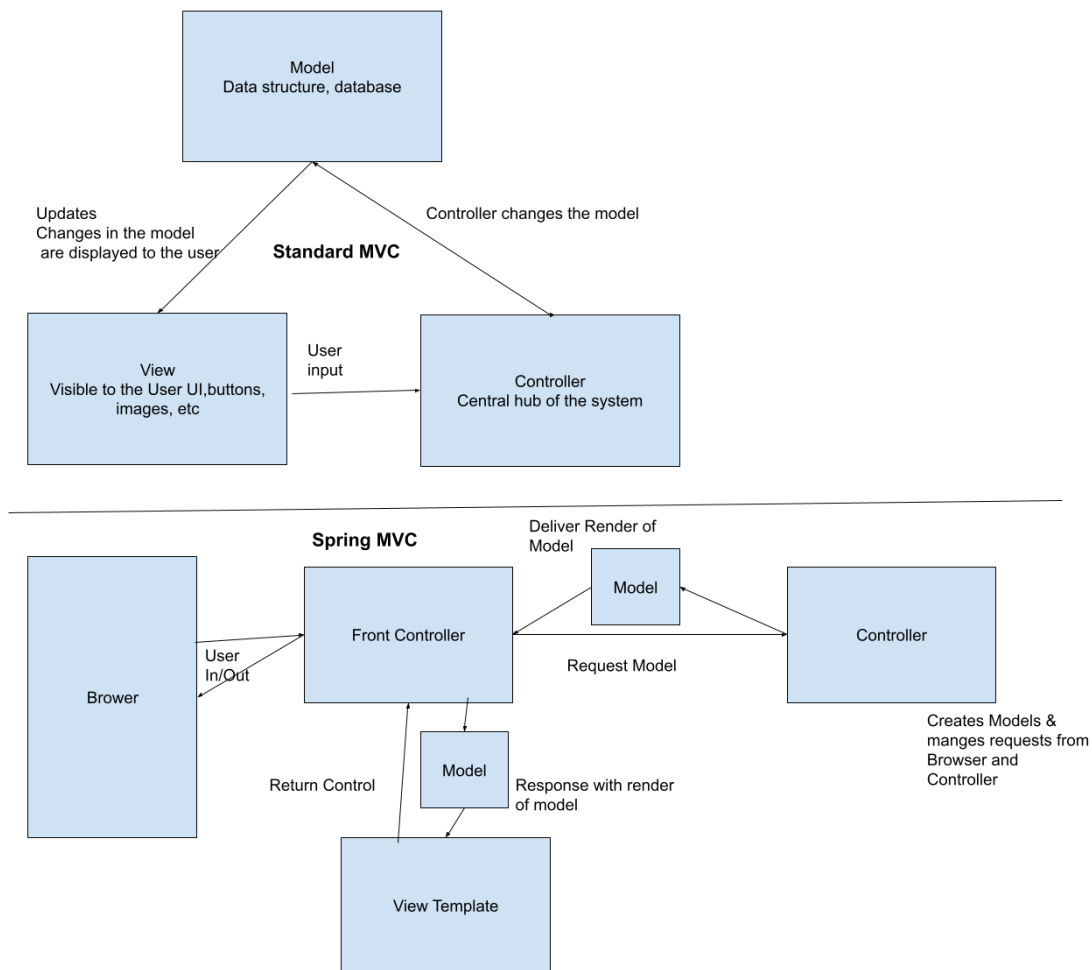 Model
Data structure, database
Updates
Changes in the model
are displayed to the user
Controller changes the model
Standard MVC
View
Visible to the User UI,buttons,
images, etc
User
input
Controller
Central hub of the system
Spring MVC
Deliver Render of
Model
Model
Brower
User
In/Out
Front Controller
Request Model
Controller
Creates Models &
manges requests from
Browser and
Controller
Return Control
Model
Response with render
of model
View Template